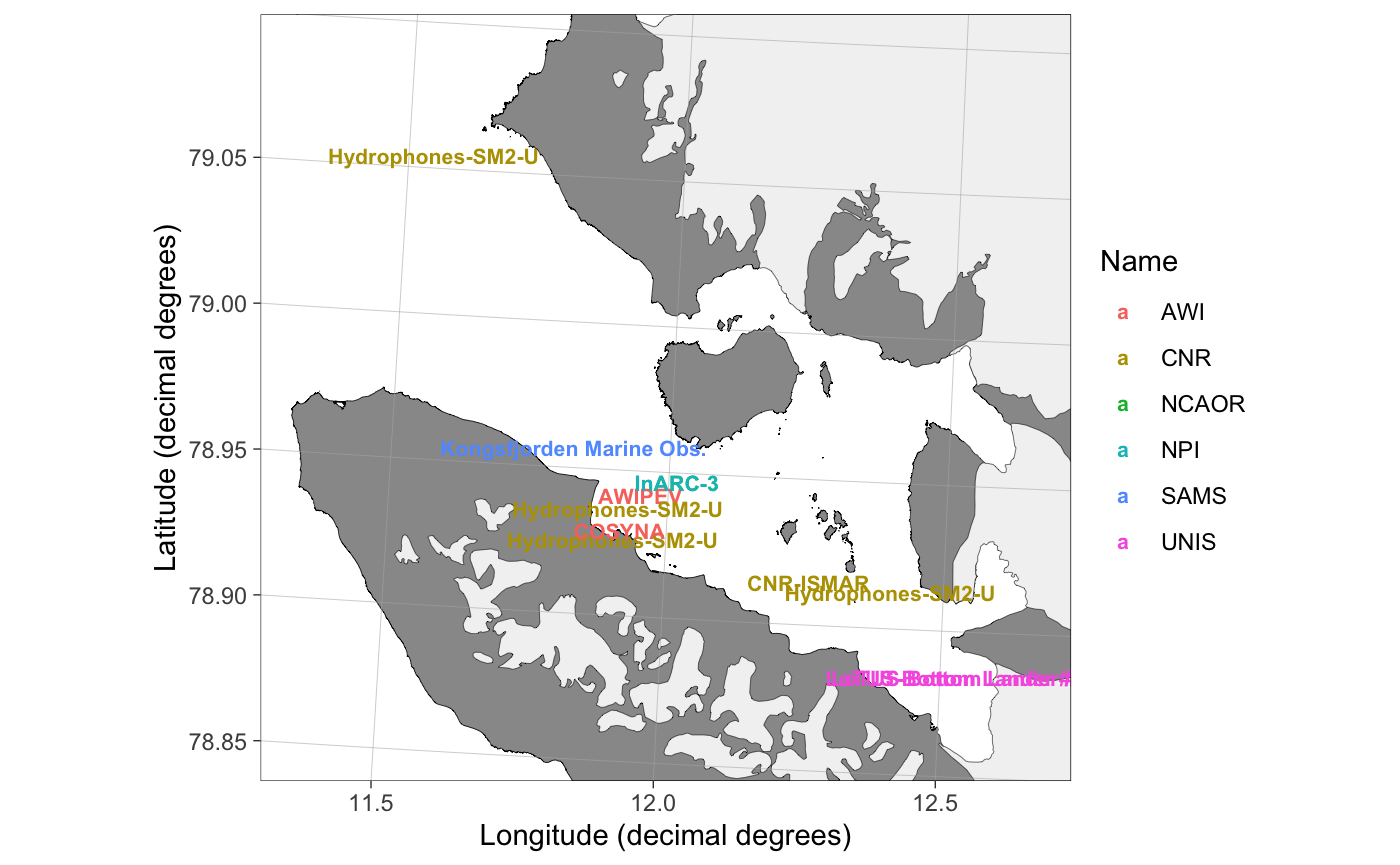 Hydrophones-SM2-U
Kongsfjorden Marine Obs.
InARC-3
AWIPEV
Hydrophones-SM2-U
COSYNA
Hydrophones-SM2-U
CNR-ISMAR
Hydrophones-SM2-U
Bottom Lander
79.05
79.00
78.95
78.90
78.85
11.5
12.0
12.5
Latitude (decimal degrees)
Longitude (decimal degrees)
Name
a AWI
a CNR
a NCAOR
a NPI
a SAMS
a UNIS